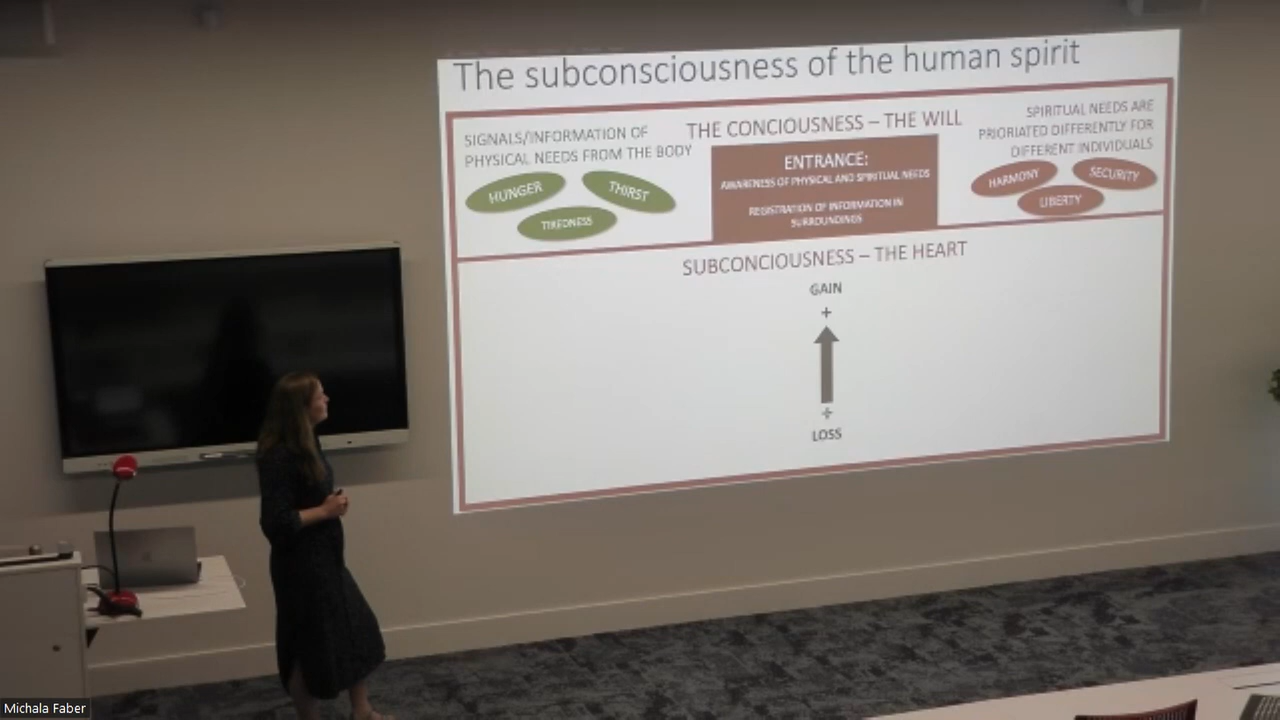 The subconsciousness of the human spirit
SIGNALS/INFORMATION OF
PHYSICAL NEEDS FROM THE BODY
HUNGER
THIRST
TIREDNESS
THE CONCIOUSNESS – THE WILL
ENTRANCE:
AWARENESS OF PHYSICAL AND SPIRITUAL NEEDS
REGISTRATION OF INFORMATION IN
SURROUNDINGS
SPIRITUAL NEEDS ARE
PRIORIATED DIFFERENTLY FOR
DIFFERENT INDIVIDUALS
HARMONY
SECURITY
LIBERTY
SUBCONCIOUSNESS – THE HEART
GAIN
+
÷
LOSS
Michala Faber